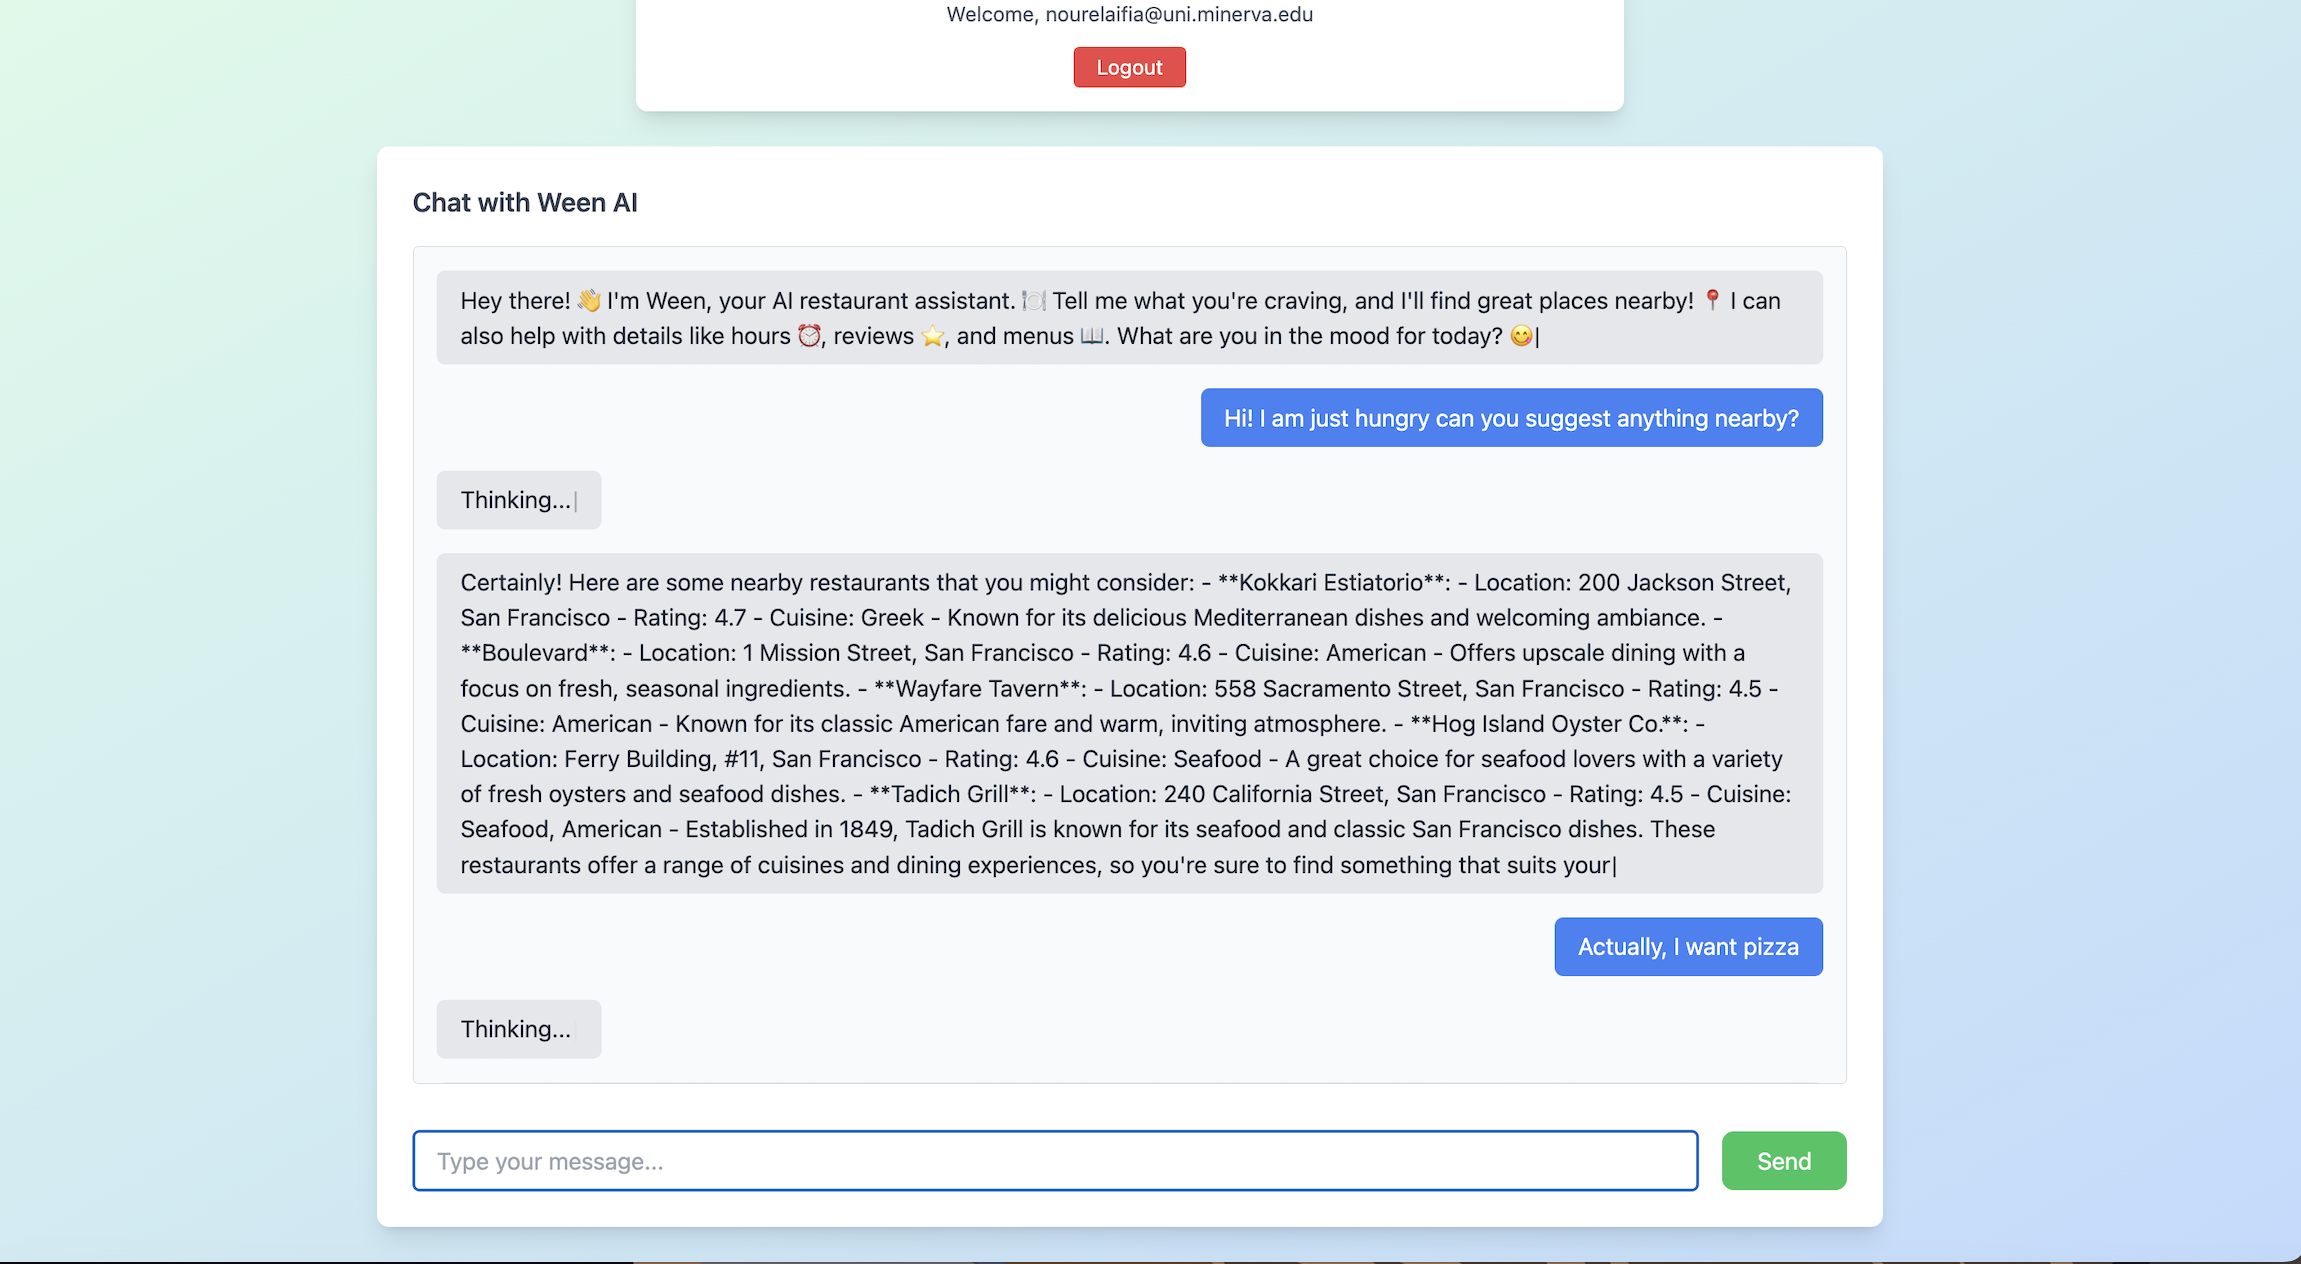 Welcome, nourelaifia@uni.minerva.edu
Logout
Chat with Ween AI
Hey there! 👋 I'm Ween, your AI restaurant assistant. 🍽️ Tell me what you're craving, and I'll find great places nearby! 📍 I can
also help with details like hours ⏰, reviews ⭐, and menus 📖. What are you in the mood for today? 😋|
Hi! I am just hungry can you suggest anything nearby?
Thinking...|
Certainly! Here are some nearby restaurants that you might consider: - **Kokkari Estiatorio**: - Location: 200 Jackson Street,
San Francisco - Rating: 4.7 - Cuisine: Greek - Known for its delicious Mediterranean dishes and welcoming ambiance. -
**Boulevard**: - Location: 1 Mission Street, San Francisco - Rating: 4.6 - Cuisine: American - Offers upscale dining with a
focus on fresh, seasonal ingredients. - **Wayfare Tavern**: - Location: 558 Sacramento Street, San Francisco - Rating: 4.5 -
Cuisine: American - Known for its classic American fare and warm, inviting atmosphere. - **Hog Island Oyster Co.**: -
Location: Ferry Building, #11, San Francisco - Rating: 4.6 - Cuisine: Seafood - A great choice for seafood lovers with a variety
of fresh oysters and seafood dishes. - **Tadich Grill**: - Location: 240 California Street, San Francisco - Rating: 4.5 - Cuisine:
Seafood, American - Established in 1849, Tadich Grill is known for its seafood and classic San Francisco dishes. These
restaurants offer a range of cuisines and dining experiences, so you're sure to find something that suits your|
Actually, I want pizza
Thinking...
Type your message...
Send